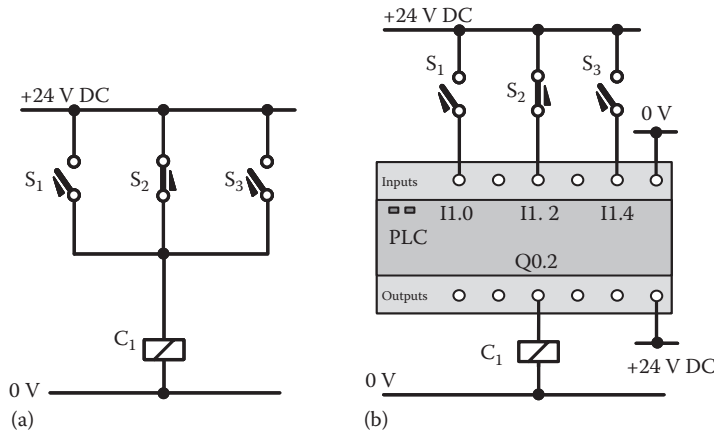 +24 V DC
S1
S2
S3
C1
0 V
(a)
+24 V DC
S1
S2
S3
0 V
Inputs
I1.0
I1. 2
I1.4
PLC
Q0.2
Outputs
C1
+24 V DC
0 V
(b)